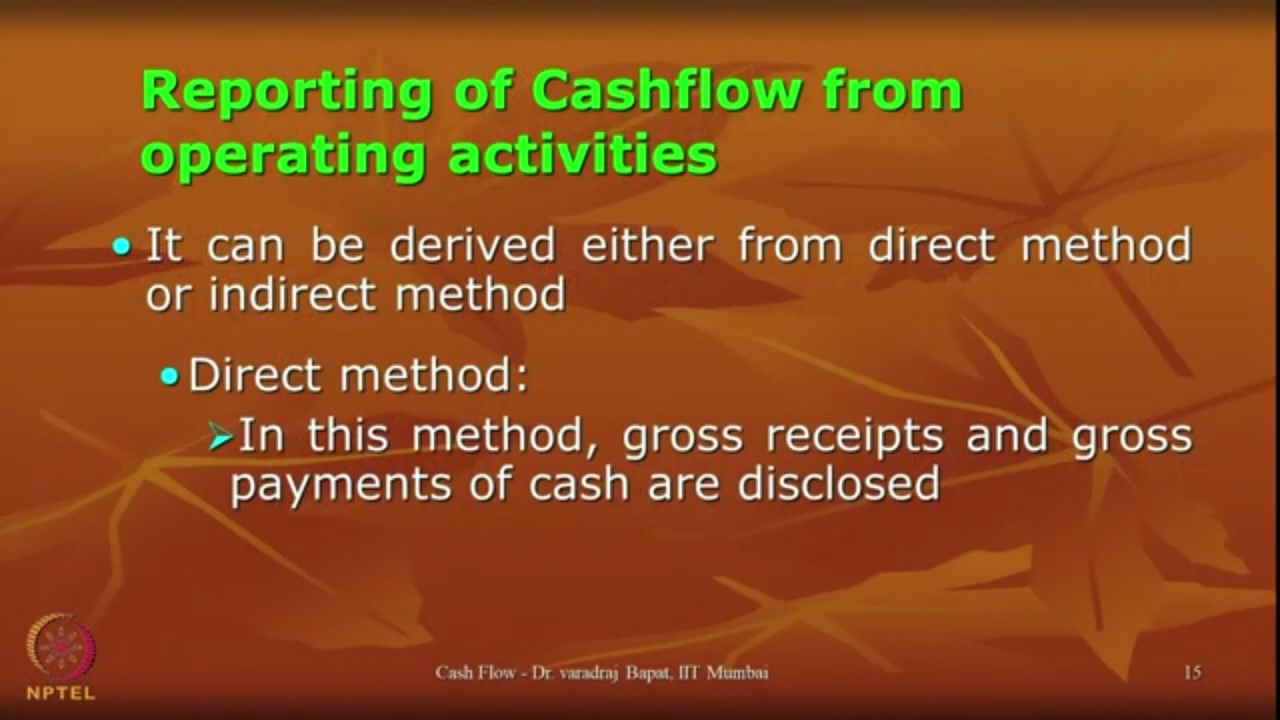 Reporting of Cashflow from
operating activities
• It can be derived either from direct method
or indirect method
• Direct method:
➢In this method, gross receipts and gross
payments of cash are disclosed
NPTEL
Cash Flow - Dr. varadraj Bapat, IIT Mumbai
15